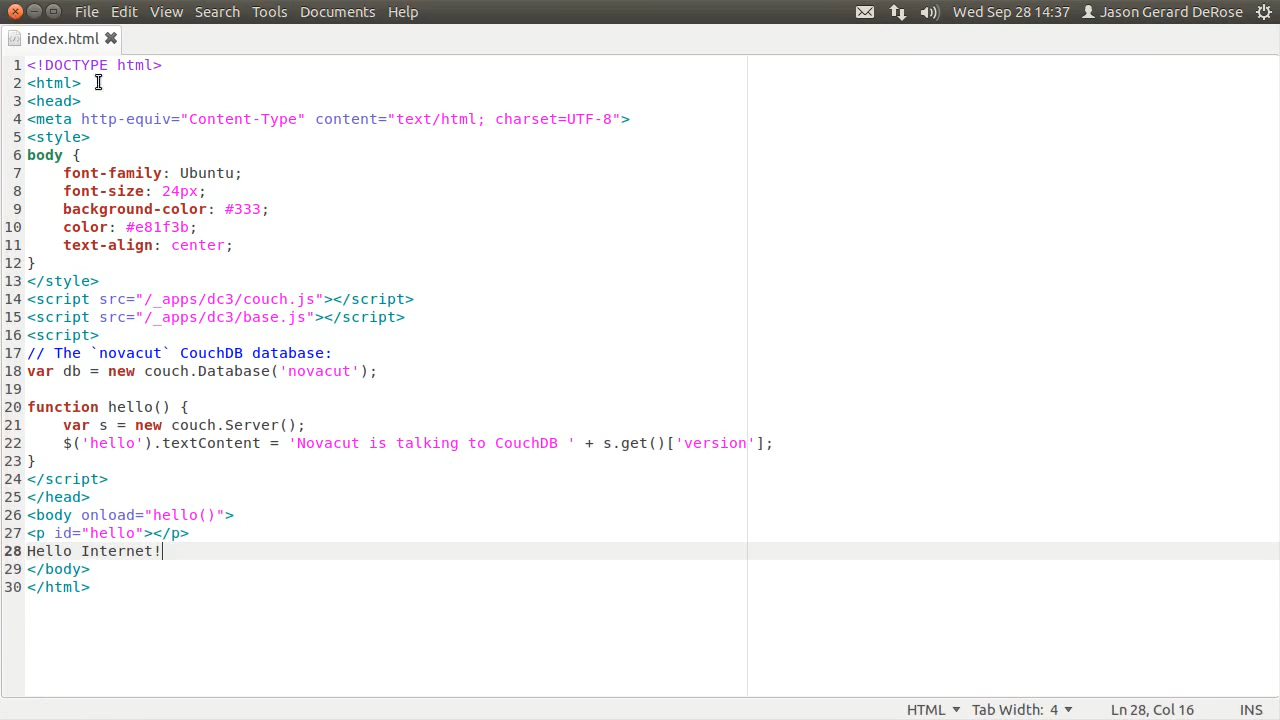 File Edit View Search Tools Documents Help Wed Sep 28 14:37 Jason Gerard DeRose
index.html
1 <!DOCTYPE html>
2 <html>
3 <head>
4 <meta http-equiv="Content-Type" content="text/html; charset=UTF-8">
5 <style>
6 body {
7     font-family: Ubuntu;
8     font-size: 24px;
9     background-color: #333;
10     color: #e81f3b;
11     text-align: center;
12 }
13 </style>
14 <script src="/_apps/dc3/couch.js"></script>
15 <script src="/_apps/dc3/base.js"></script>
16 <script>
17 // The `novacut` CouchDB database:
18 var db = new couch.Database('novacut');
19
20 function hello() {
21     var s = new couch.Server();
22     $('hello').textContent = 'Novacut is talking to CouchDB ' + s.get()['version'];
23 }
24 </script>
25 </head>
26 <body onload="hello()">
27 <p id="hello"></p>
28 Hello Internet!
29 </body>
30 </html>
HTML Tab Width: 4 Ln 28, Col 16 INS